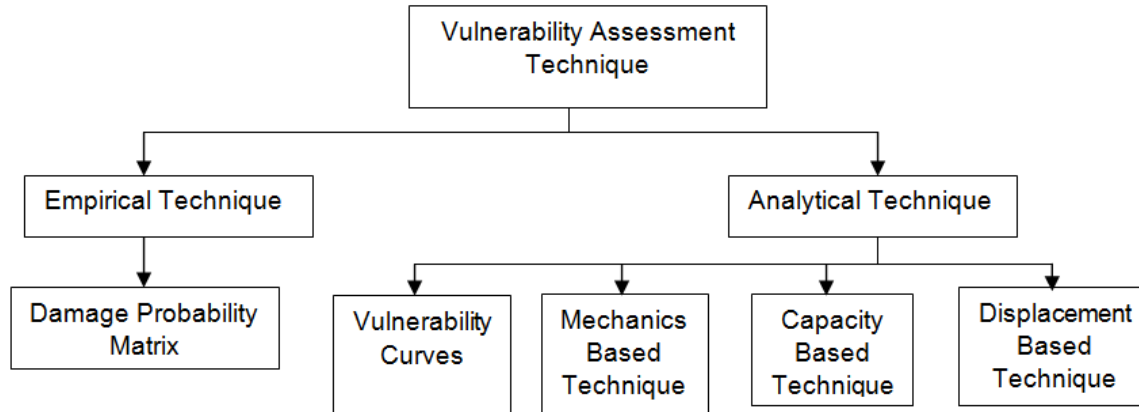 Vulnerability Assessment
Technique
Empirical Technique
Analytical Technique
Damage Probability
Matrix
Vulnerability
Curves
Mechanics
Based
Technique
Capacity
Based
Technique
Displacement
Based
Technique